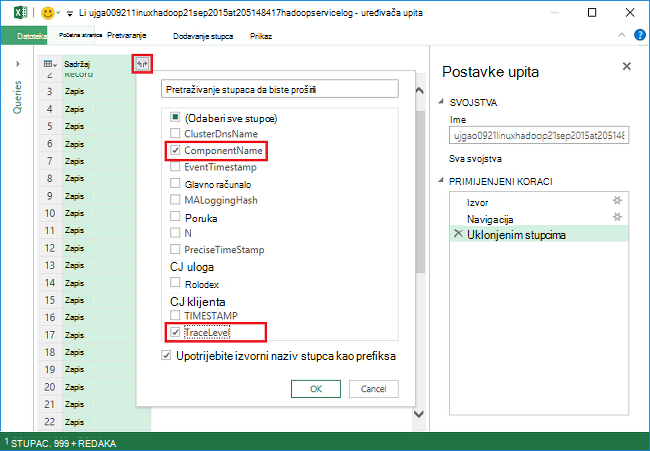 Li ujga009211inuxhadoop21sep2015at205148417hadoopservicelog - uređivača upita
Datoteka Početna stranica Pretvaranje Dodavanje stupca Prikaz
Queries
Sadržaj
2 Record
3 Zapis
4 Zapis
5 Zapis
6 Zapis
7 Zapis
8 Zapis
9 Zapis
10 Zapis
11 Zapis
12 Zapis
13 Zapis
14 Zapis
15 Zapis
16 Zapis
17 Zapis
18 Zapis
19 Zapis
20 Zapis
21 Zapis
22 Zapis
Pretraživanje stupaca da biste proširili
(Odaberi sve stupce)
ClusterDnsName
ComponentName
EventTimestamp
Glavno računalo
MALoggingHash
Poruka
N
PreciseTimeStamp
CJ uloga
Rolodex
CJ klijenta
TIMESTAMP
TraceLevel
Upotrijebite izvorni naziv stupca kao prefiksa
OK Cancel
Postavke upita
SVOJSTVA
Ime
ujgao0921linuxhadoop21sep2015at205148
Sva svojstva
PRIMIJENJENI KORACI
Izvor
Navigacija
Uklonjenim stupcima
1 STUPAC. 999 + REDAKA